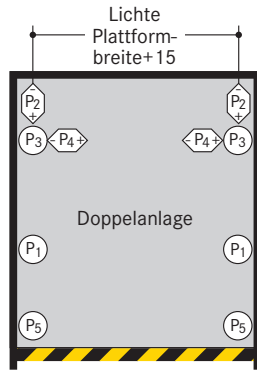 Lichte
Plattform-
breite+15
- P2 + - P2 +
P3 - P4 + - P4 + P3
Doppelanlage
P1 P1
P5 P5